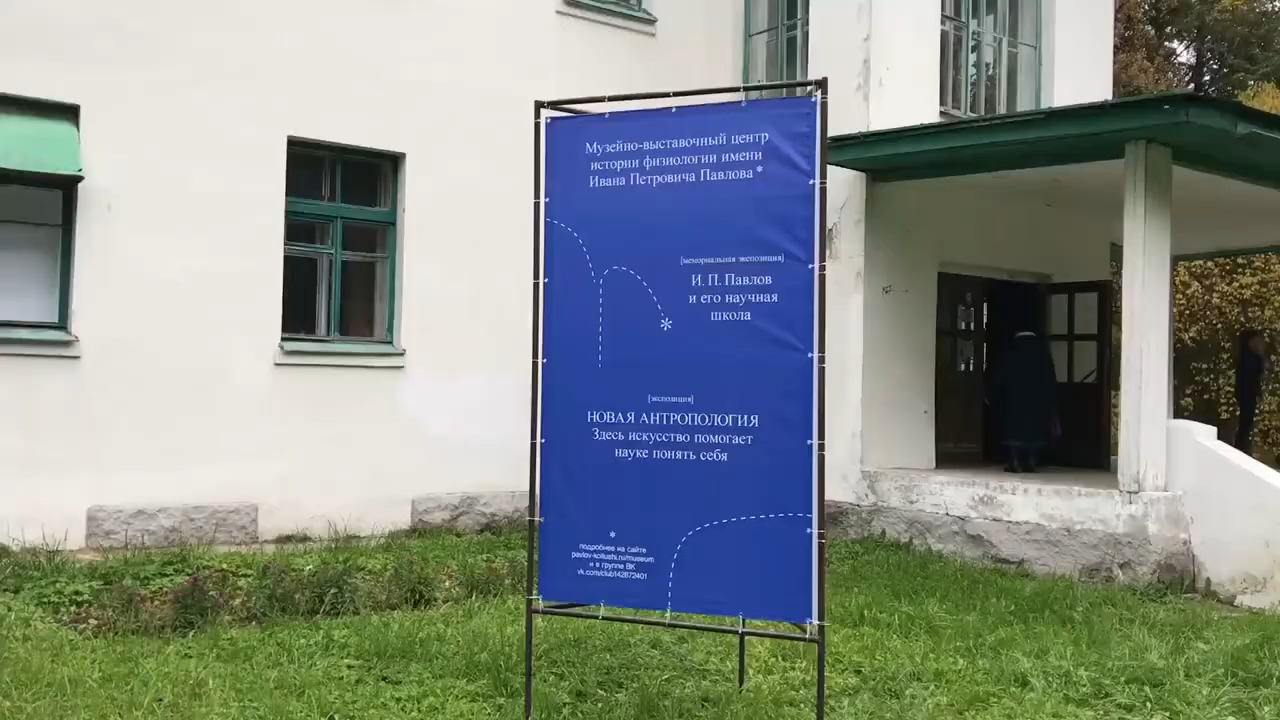 Музейно-выставочный центр
истории физиологии имени
Ивана Петровича Павлова *
[мемориальная экспозиция]
И. П. Павлов
и его научная
школа
*
[экспозиция]
НОВАЯ АНТРОПОЛОГИЯ
Здесь искусство помогает
науке понять себя
*
подробнее на сайте
pavlov-koltushi.ru/museum
и в группе ВК
vk.com/club142872401